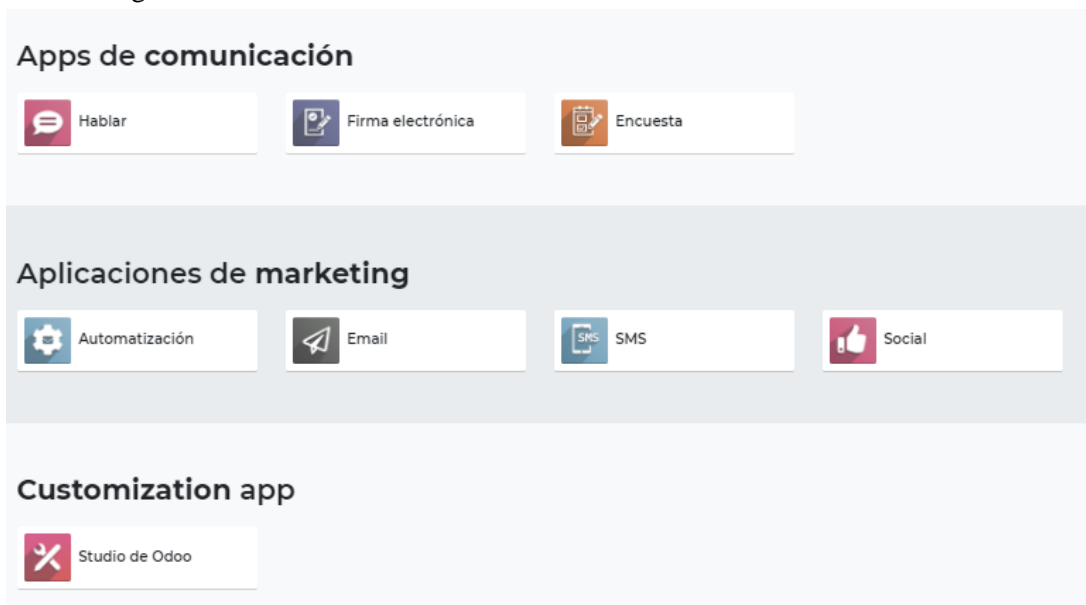 Apps de comunicación
Hablar
Firma electrónica
Encuesta
Aplicaciones de marketing
Automatización
Email
SMS
SMS
Social
Customization app
Studio de Odoo